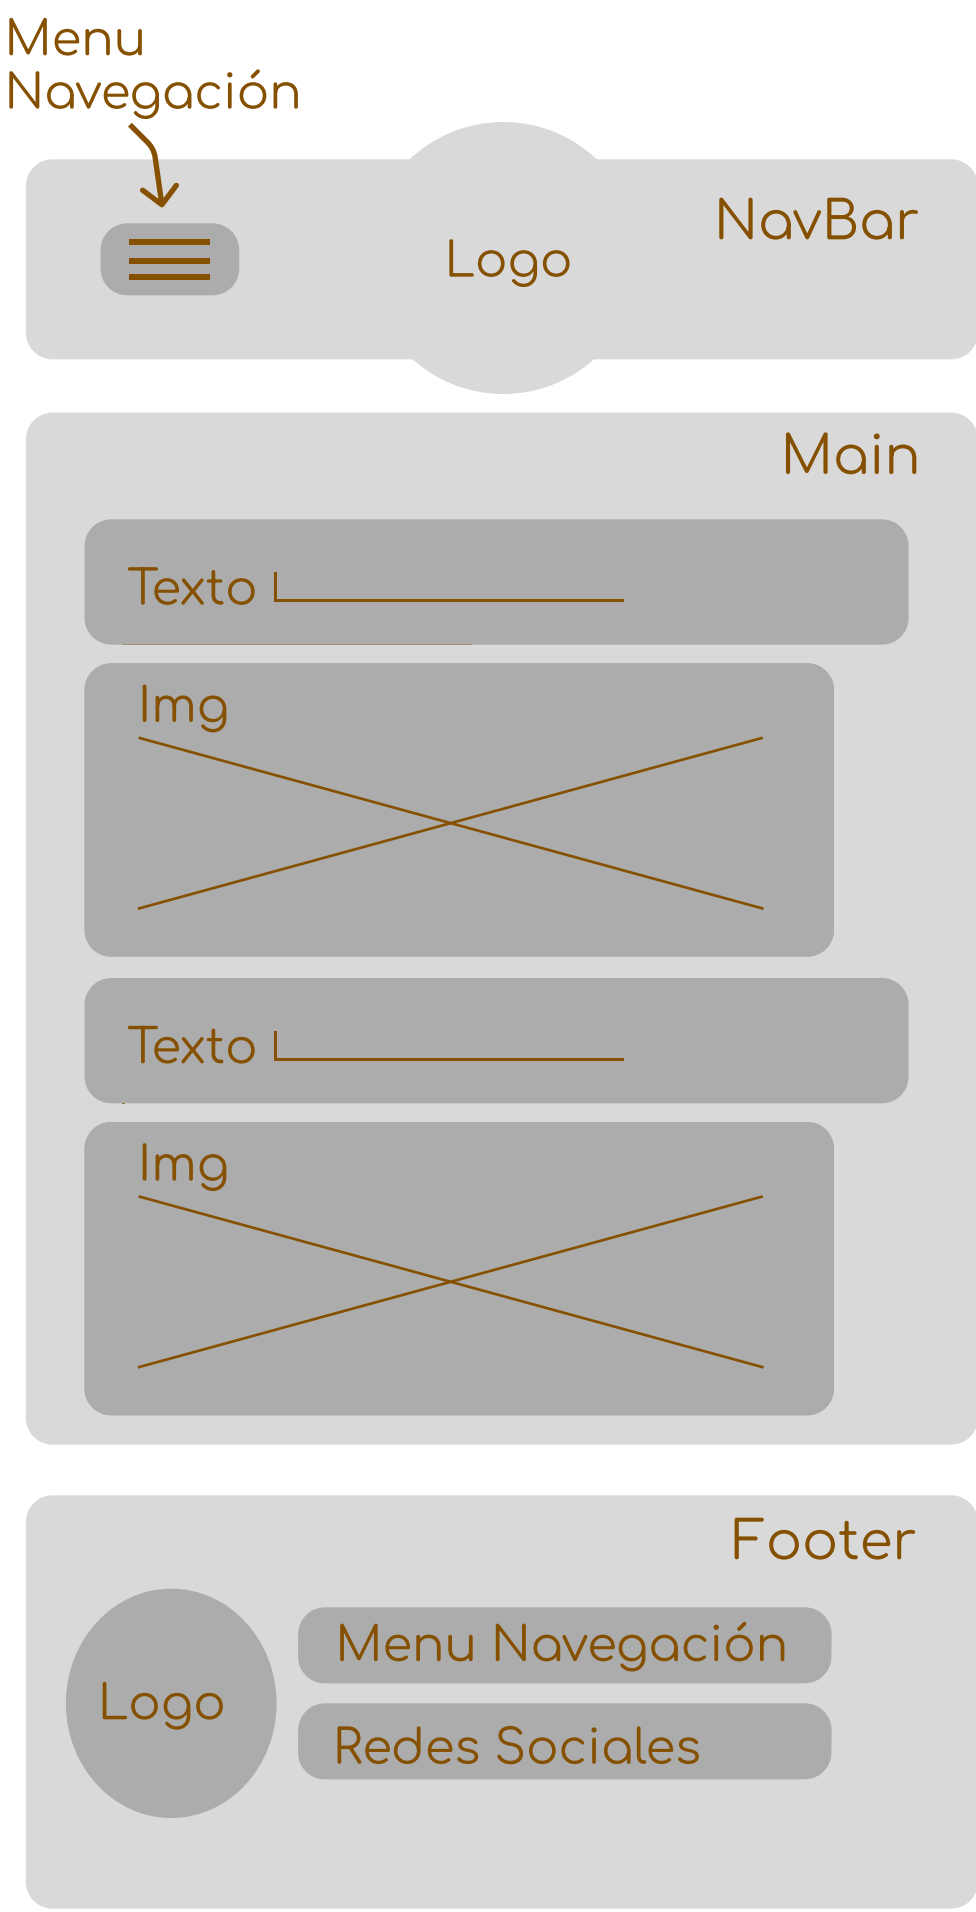 Menu
Navegación
NavBar
Logo
Main
Texto
Img
Texto
Img
Footer
Menu Navegación
Logo
Redes Sociales